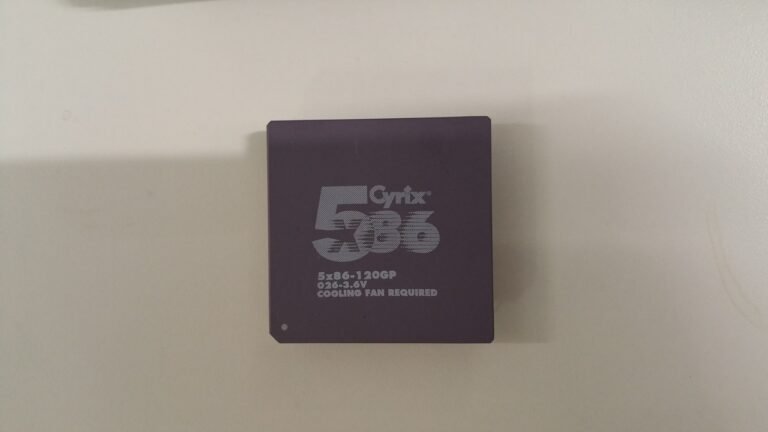 Cyrix®
5x86
5x86-120GP
026-3.6V
COOLING FAN REQUIRED